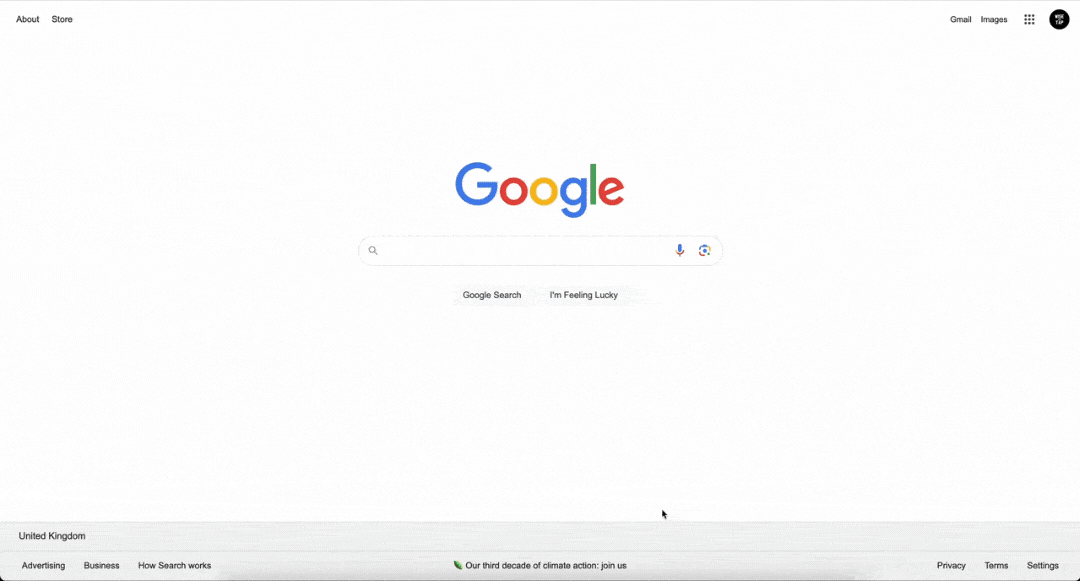 About Store Gmail Images
Google
Google Search I'm Feeling Lucky
United Kingdom
Advertising Business How Search works Our third decade of climate action: join us Privacy Terms Settings